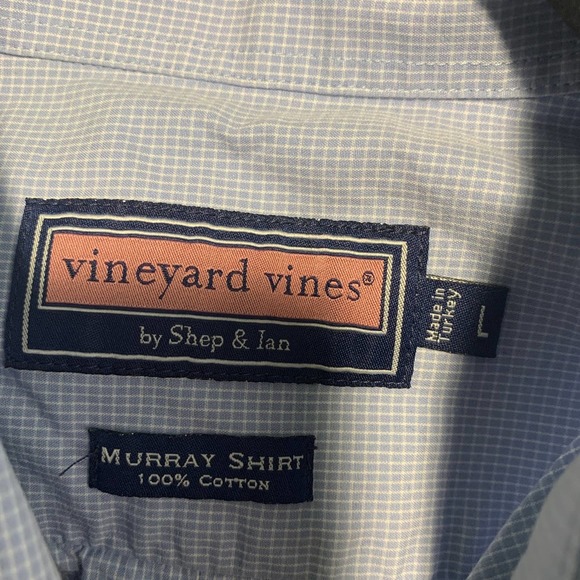 vineyard vines®
by Shep & Ian
Made in
Turkey
L
MURRAY SHIRT
100% COTTON